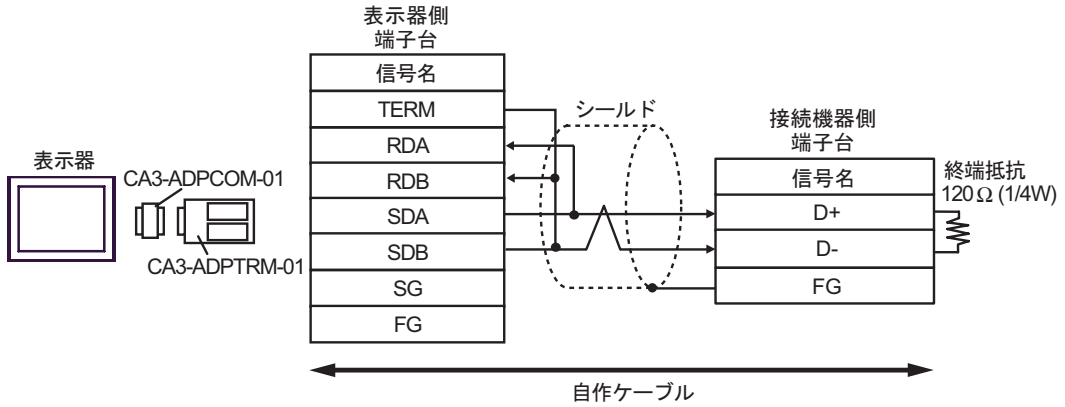 表示器
CA3-ADPCOM-01
CA3-ADPTRM-01
表示器側
端子台
信号名
TERM
RDA
RDB
SDA
SDB
SG
FG
シールド
接続機器側
端子台
信号名
D+
D-
FG
終端抵抗
120Ω (1/4W)
自作ケーブル